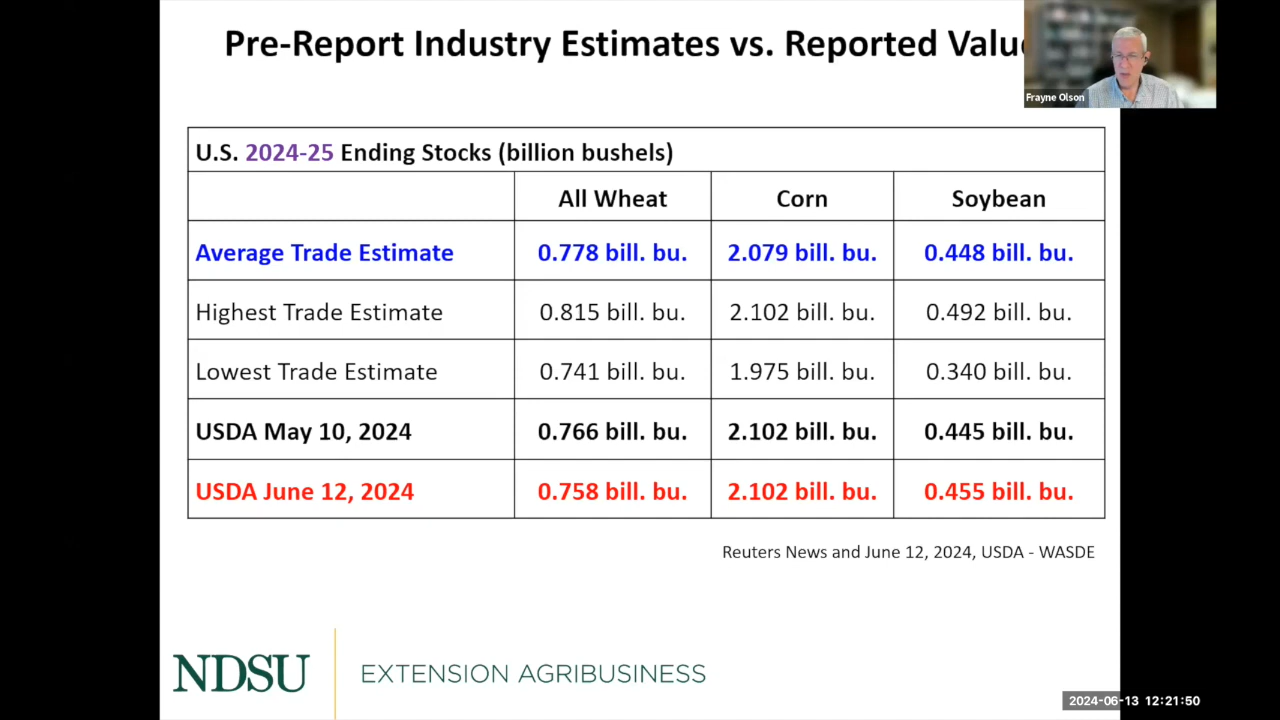 Pre-Report Industry Estimates vs. Reported
Frayne Olson
U.S. 2024-25 Ending Stocks (billion bushels)
All Wheat Corn Soybean
Average Trade Estimate 0.778 bill. bu. 2.079 bill. bu. 0.448 bill. bu.
Highest Trade Estimate 0.815 bill. bu. 2.102 bill. bu. 0.492 bill. bu.
Lowest Trade Estimate 0.741 bill. bu. 1.975 bill. bu. 0.340 bill. bu.
USDA May 10, 2024 0.766 bill. bu. 2.102 bill. bu. 0.445 bill. bu.
USDA June 12, 2024 0.758 bill. bu. 2.102 bill. bu. 0.455 bill. bu.
Reuters News and June 12, 2024, USDA - WASDE
NDSU EXTENSION AGRIBUSINESS
2024-06-13 12:21:50